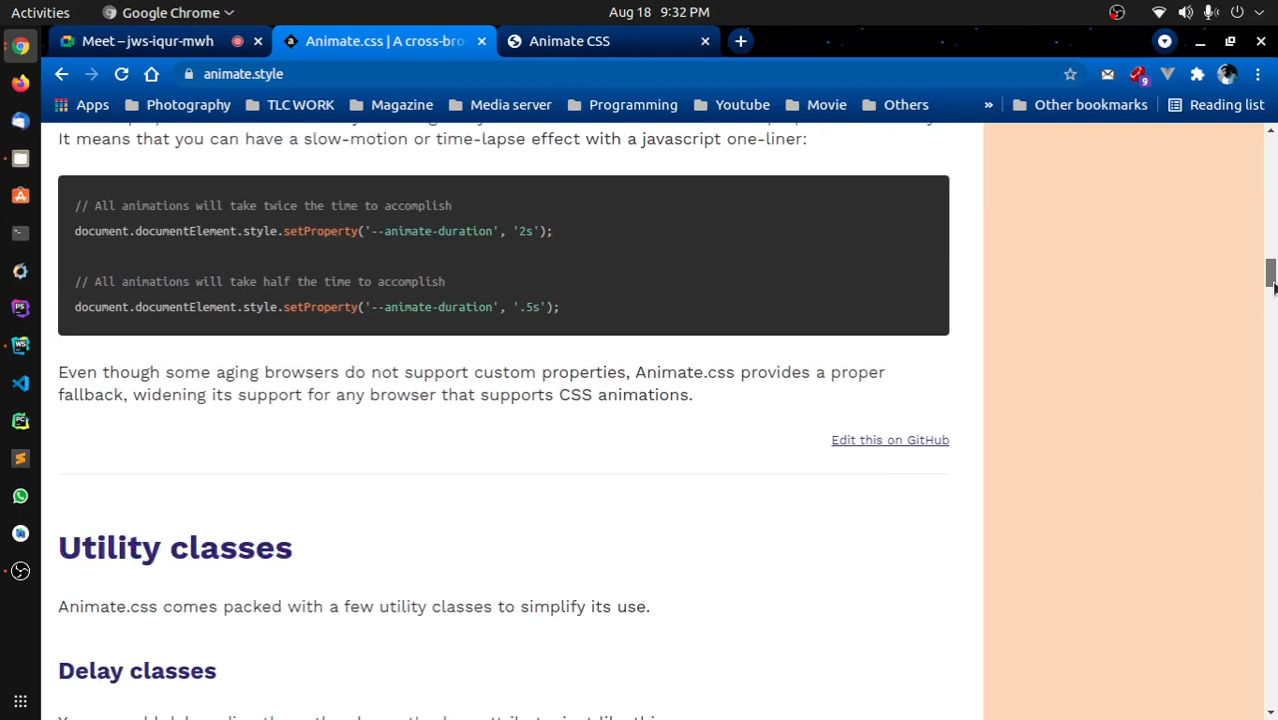 Activities
Google Chrome
Aug 18 9:32 PM
Meet – jws-iqur-mwh
Animate.css | A cross-bro
Animate CSS
animate.style
9
Apps
Photography
TLC WORK
Magazine
Media server
Programming
Youtube
Movie
Others
»
Other bookmarks
Reading list
It means that you can have a slow-motion or time-lapse effect with a javascript one-liner:
// All animations will take twice the time to accomplish
document.documentElement.style.setProperty('--animate-duration', '2s');
// All animations will take half the time to accomplish
document.documentElement.style.setProperty('--animate-duration', '.5s');
Even though some aging browsers do not support custom properties, Animate.css provides a proper
fallback, widening its support for any browser that supports CSS animations.
Edit this on GitHub
Utility classes
Animate.css comes packed with a few utility classes to simplify its use.
Delay classes